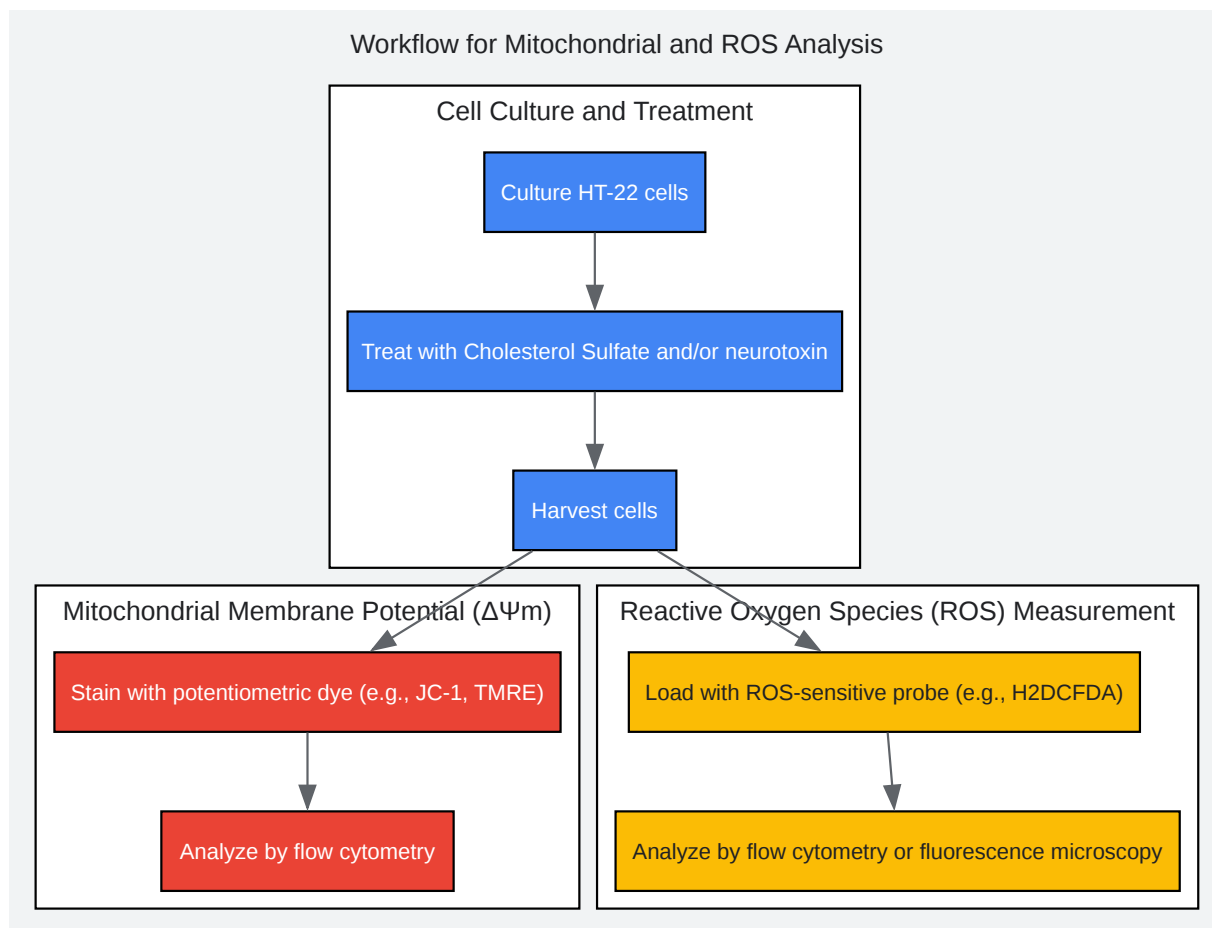 Workflow for Mitochondrial and ROS Analysis
Cell Culture and Treatment
Culture HT-22 cells
Treat with Cholesterol Sulfate and/or neurotoxin
Harvest cells
Mitochondrial Membrane Potential (ΔΨm)
Stain with potentiometric dye (e.g., JC-1, TMRE)
Analyze by flow cytometry
Reactive Oxygen Species (ROS) Measurement
Load with ROS-sensitive probe (e.g., H2DCFDA)
Analyze by flow cytometry or fluorescence microscopy